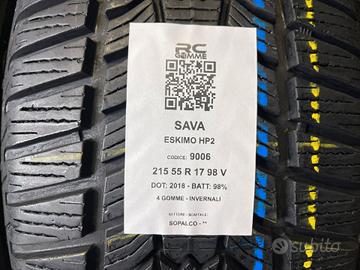 RC
GOMME
SAVA
ESKIMO HP2
CODICE: 9006
215 55 R 17 98 V
DOT: 2018 - BATT: 98%
4 GOMME - INVERNALI
SOPALCO - **
subito